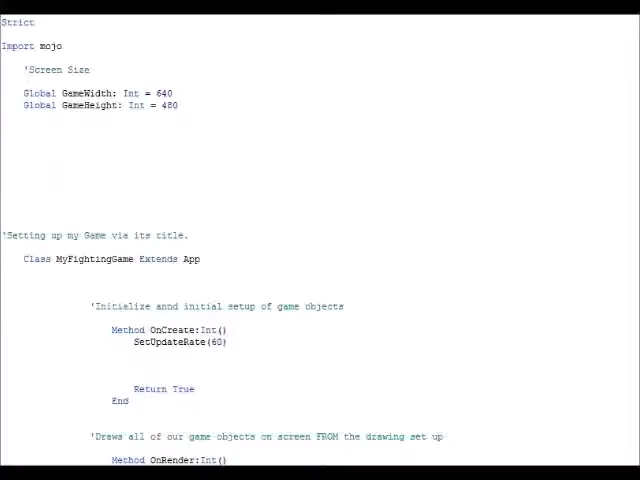 Strict
Import mojo
'Screen Size
Global GameWidth: Int = 640
Global GameHeight: Int = 480
'Setting up my Game via its title.
Class MyFightingGame Extends App
'Initialize annd initial setup of game objects
Method OnCreate:Int()
SetUpdateRate(60)
Return True
End
'Draws all of our game objects on screen FROM the drawing set up
Method OnRender:Int()